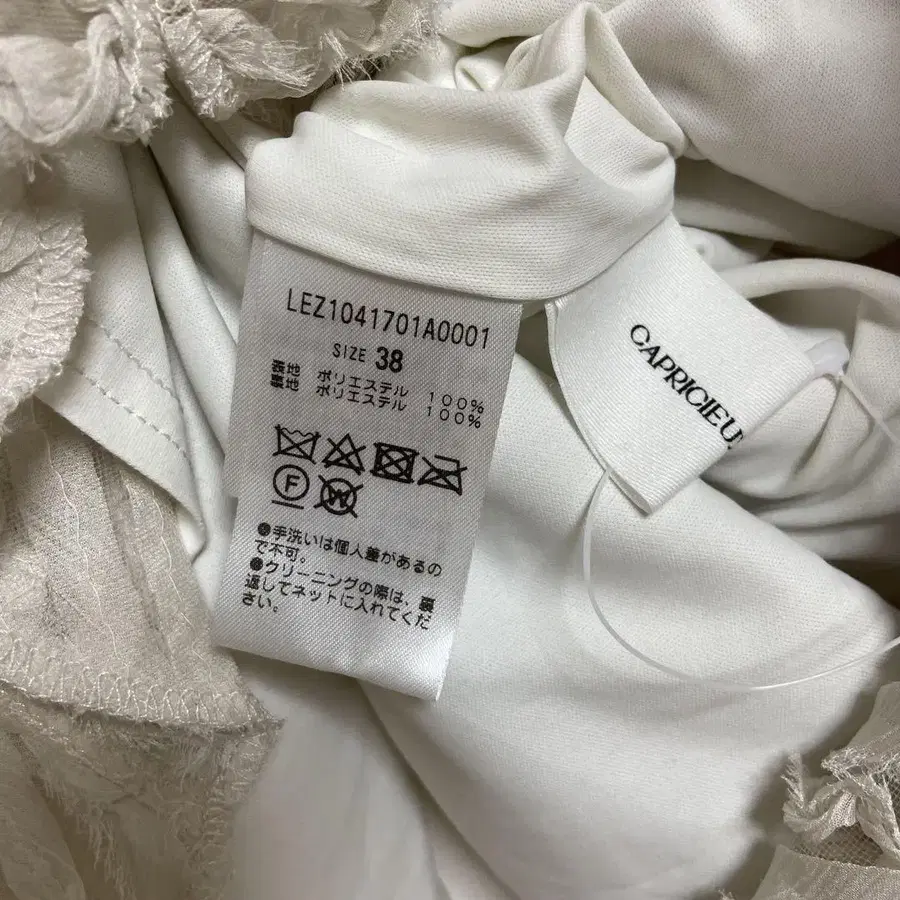 LEZ1041701A0001
SIZE 38
表地 ポリエステル 100%
裏地 ポリエステル 100%
F
W
●手洗いは個人差があるの
で不可。
●クリーニングの際は、裏
返してネットに入れてくだ
さい。
CAPRICIEU